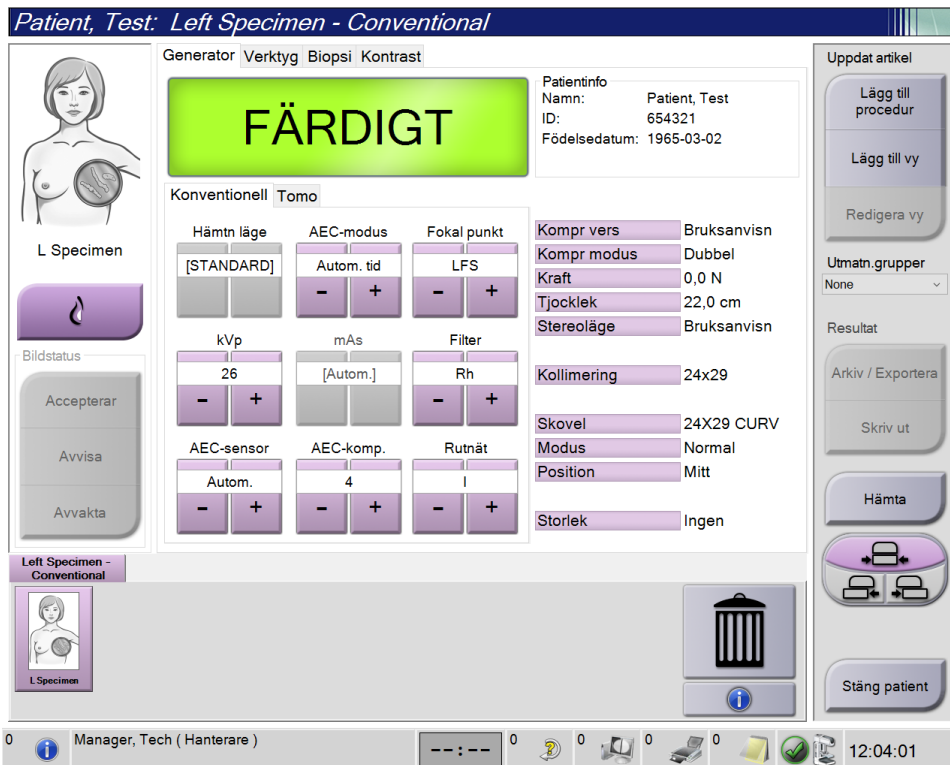 Patient, Test: Left Specimen - Conventional
L Specimen
Bildstatus
Accepterar
Avvisa
Avvakta
Generator Verktyg Biopsi Kontrast
FÄRDIGT
Patientinfo
Namn: Patient, Test
ID: 654321
Födelsedatum: 1965-03-02
Konventionell Tomo
Hämtn läge AEC-modus Fokal punkt
[STANDARD] Autom. tid LFS
- + - +
kVp mAs Filter
26 [Autom.] Rh
- + - +
AEC-sensor AEC-komp. Rutnät
Autom. 4 I
- + - + - +
Kompr vers Bruksanvisn
Kompr modus Dubbel
Kraft 0,0 N
Tjocklek 22,0 cm
Stereoläge Bruksanvisn
Kollimering 24x29
Skovel 24X29 CURV
Modus Normal
Position Mitt
Storlek Ingen
Uppdat artikel
Lägg till
procedur
Lägg till vy
Redigera vy
Utmatn.grupper
None
Resultat
Arkiv / Exportera
Skriv ut
Hämta
Stäng patient
Left Specimen -
Conventional
L Specimen
0 Manager, Tech ( Hanterare ) --:-- 0 0 0 0 12:04:01